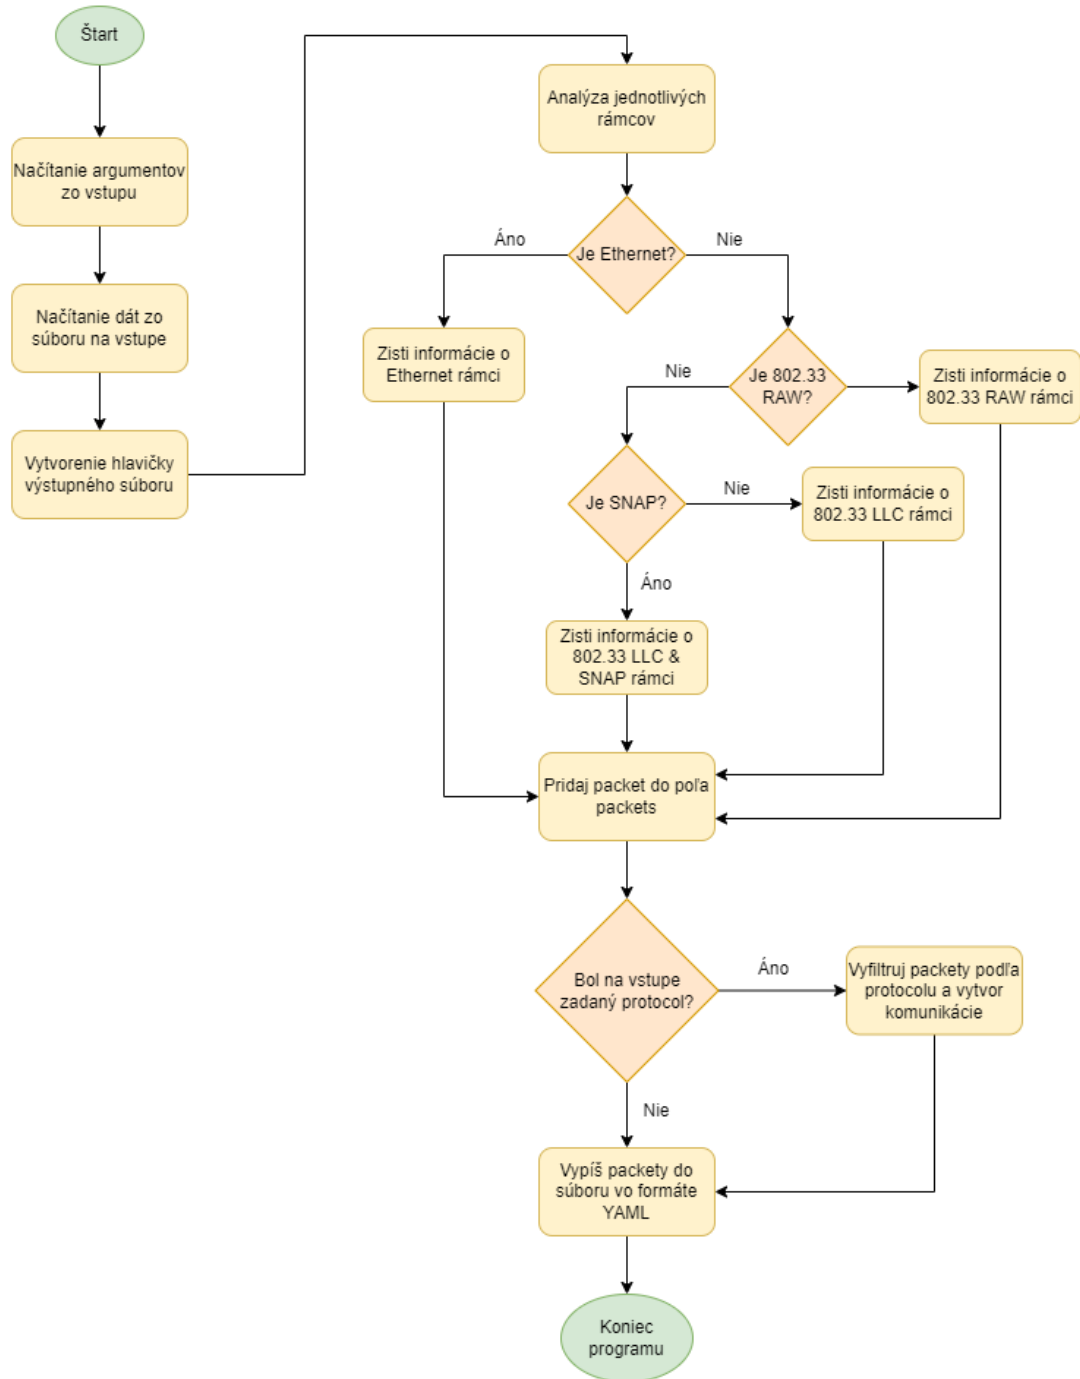 Štart
Načítanie argumentov
zo vstupu
Načítanie dát zo
súboru na vstupe
Vytvorenie hlavičky
výstupného súboru
Analýza jednotlivých
rámcov
Je Ethernet?
Áno
Nie
Zisti informácie o
Ethernet rámci
Je 802.33
RAW?
Zisti informácie o
802.33 RAW rámci
Nie
Je SNAP?
Nie
Zisti informácie o
802.33 LLC rámci
Áno
Zisti informácie o
802.33 LLC &
SNAP rámci
Pridaj packet do poľa
packets
Bol na vstupe
zadaný protocol?
Áno
Vyfiltruj packety podľa
protocolu a vytvor
komunikácie
Nie
Vypíš packety do
súboru vo formáte
YAML
Koniec
programu